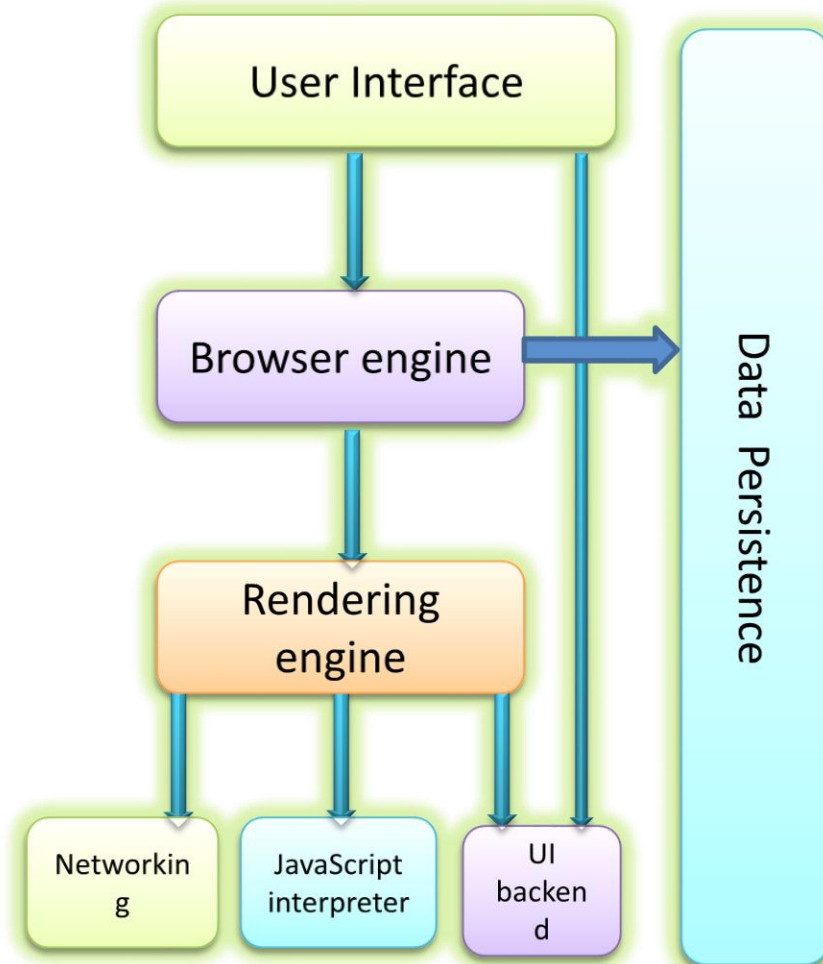 User Interface
Browser engine
Data Persistence
Rendering
engine
Networkin
g
JavaScript
interpreter
UI
backen
d